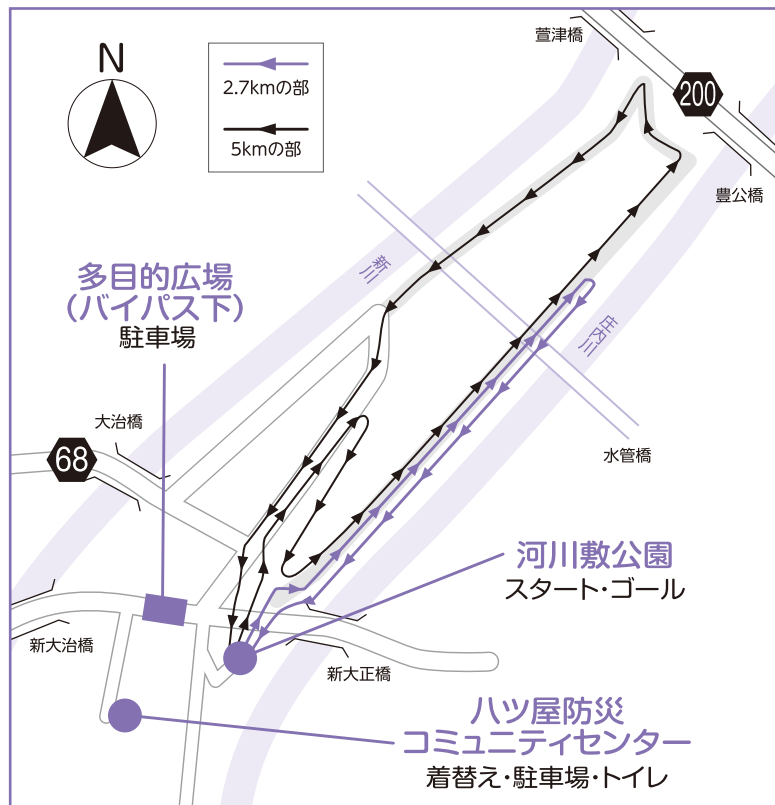 N
2.7kmの部
5kmの部
萱津橋
200
豊公橋
新川
庄内川
多目的広場
(バイパス下)
駐車場
大治橋
68
水管橋
河川敷公園
スタート・ゴール
新大治橋
新大正橋
八ツ屋防災
コミュニティセンター
着替え・駐車場・トイレ